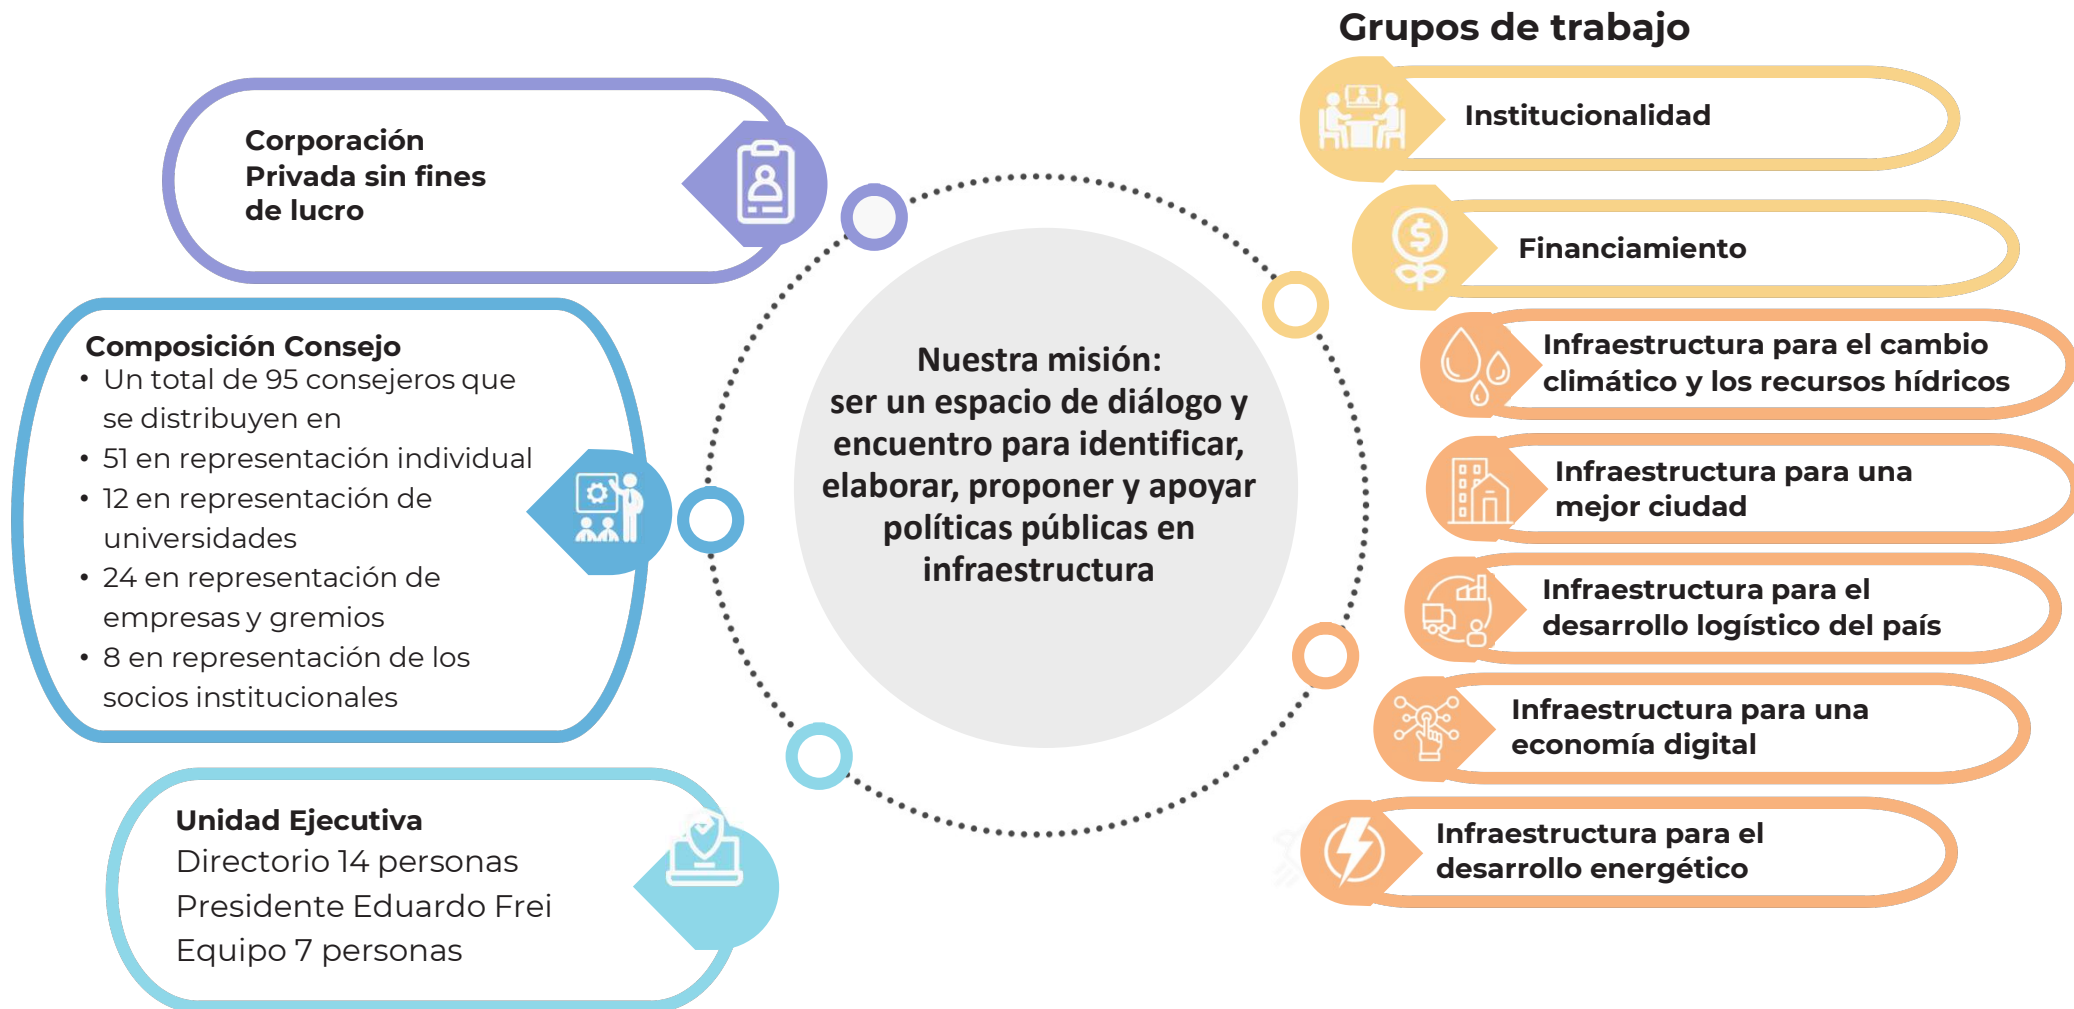 Corporación
Privada sin fines
de lucro
Composición Consejo
• Un total de 95 consejeros que
se distribuyen en
• 51 en representación individual
• 12 en representación de
universidades
• 24 en representación de
empresas y gremios
• 8 en representación de los
socios institucionales
Unidad Ejecutiva
Directorio 14 personas
Presidente Eduardo Frei
Equipo 7 personas
Nuestra misión:
ser un espacio de diálogo y
encuentro para identificar,
elaborar, proponer y apoyar
políticas públicas en
infraestructura
Grupos de trabajo
Institucionalidad
$
Financiamiento
Infraestructura para el cambio
climático y los recursos hídricos
Infraestructura para una
mejor ciudad
Infraestructura para el
desarrollo logístico del país
Infraestructura para una
economía digital
Infraestructura para el
desarrollo energético